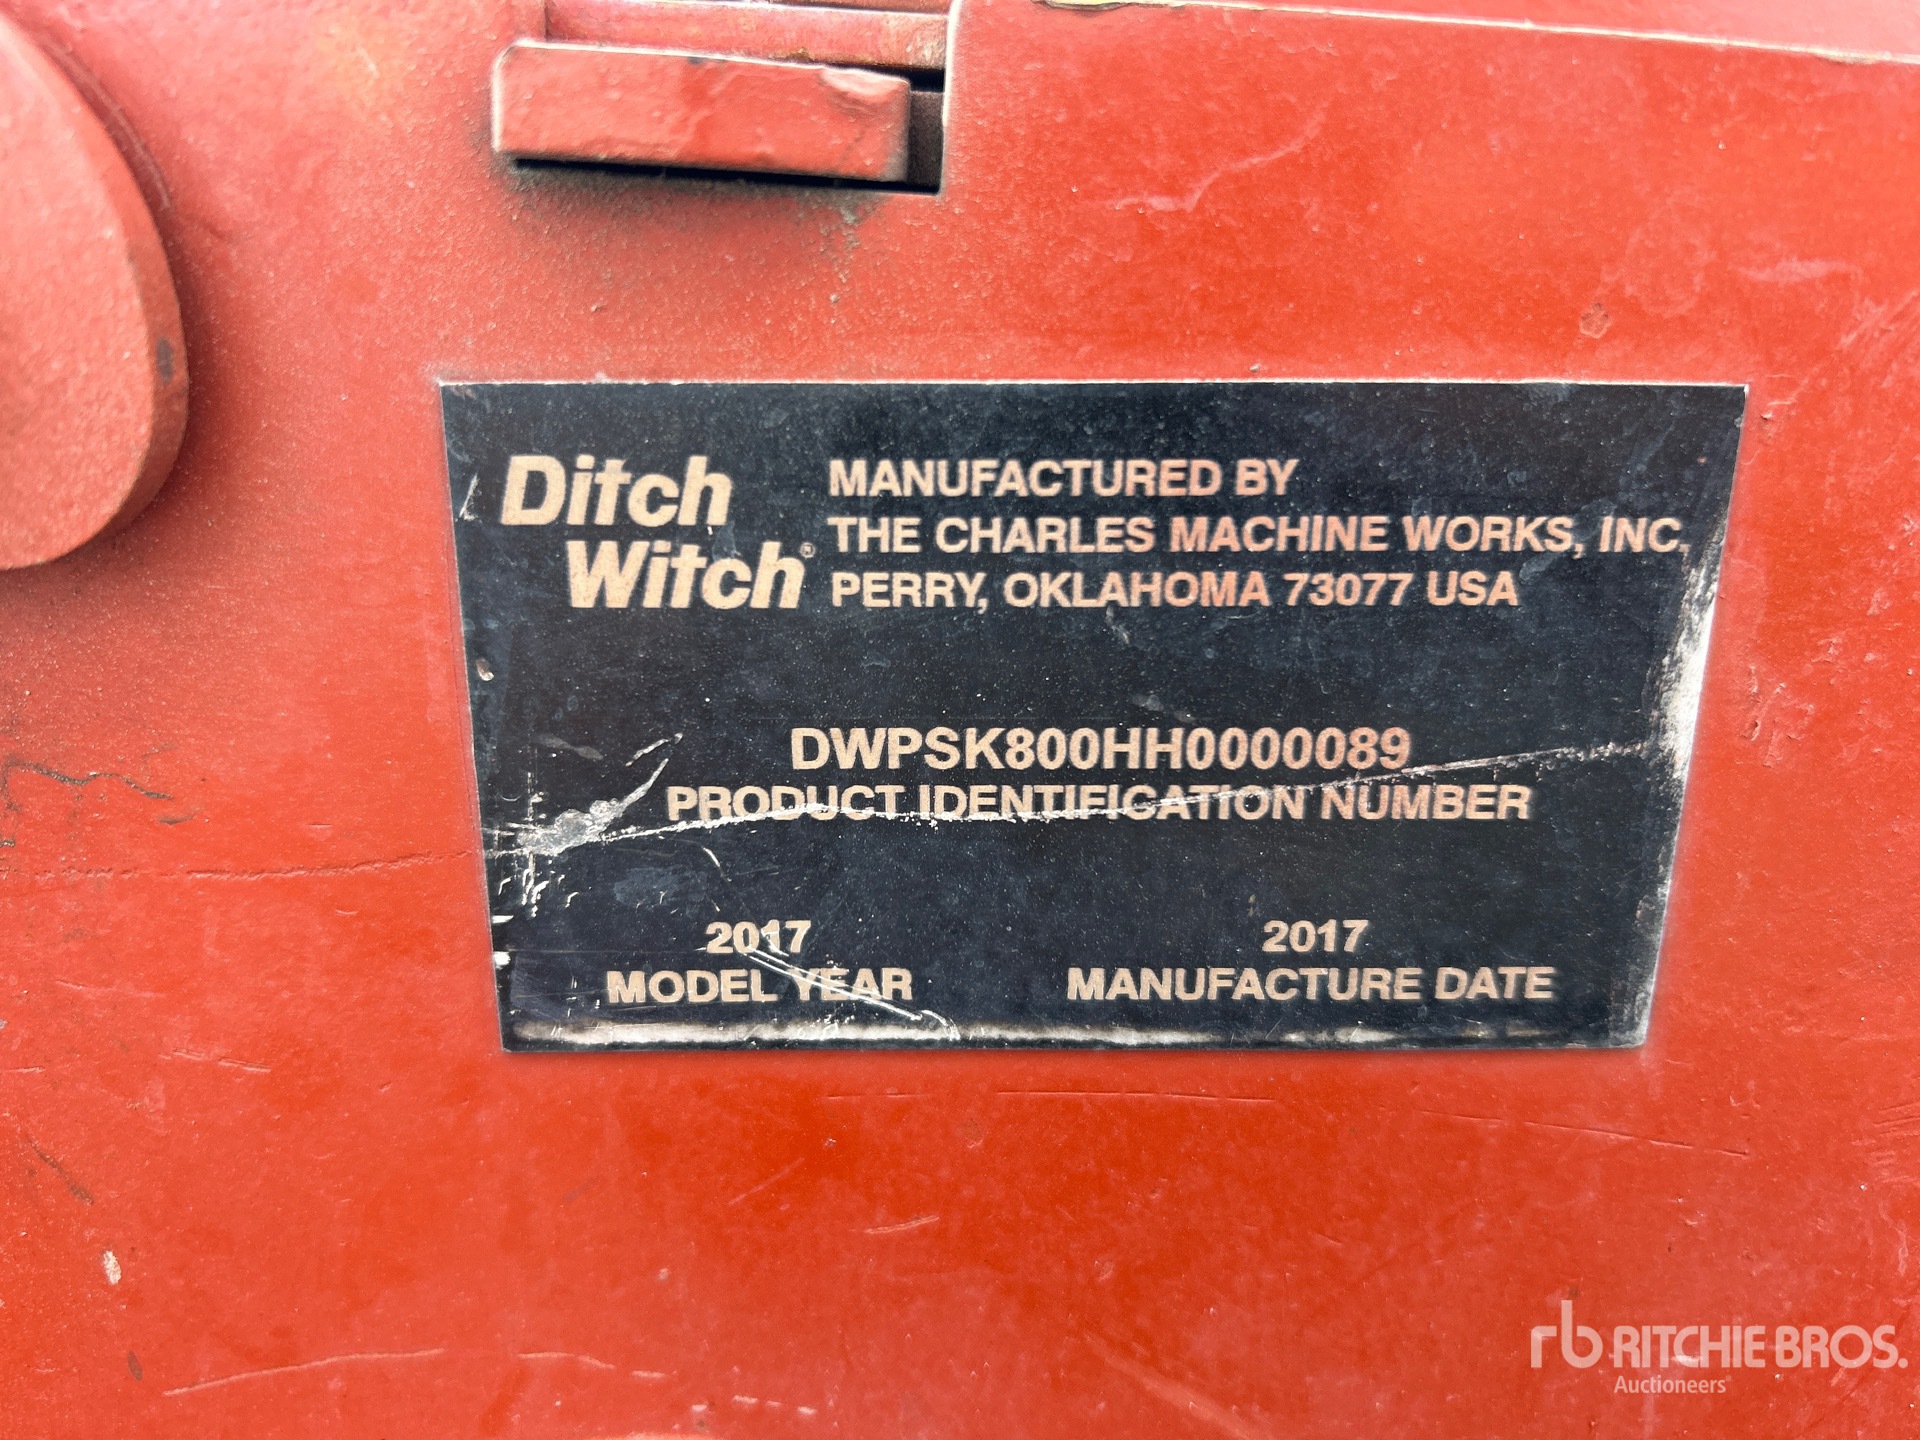 Ditch
Witch®
MANUFACTURED BY
THE CHARLES MACHINE WORKS, INC.
PERRY, OKLAHOMA 73077 USA
DWPSK800HH0000089
PRODUCT IDENTIFICATION NUMBER
2017
MODEL YEAR
2017
MANUFACTURE DATE
rb RITCHIE BROS.
Auctioneers